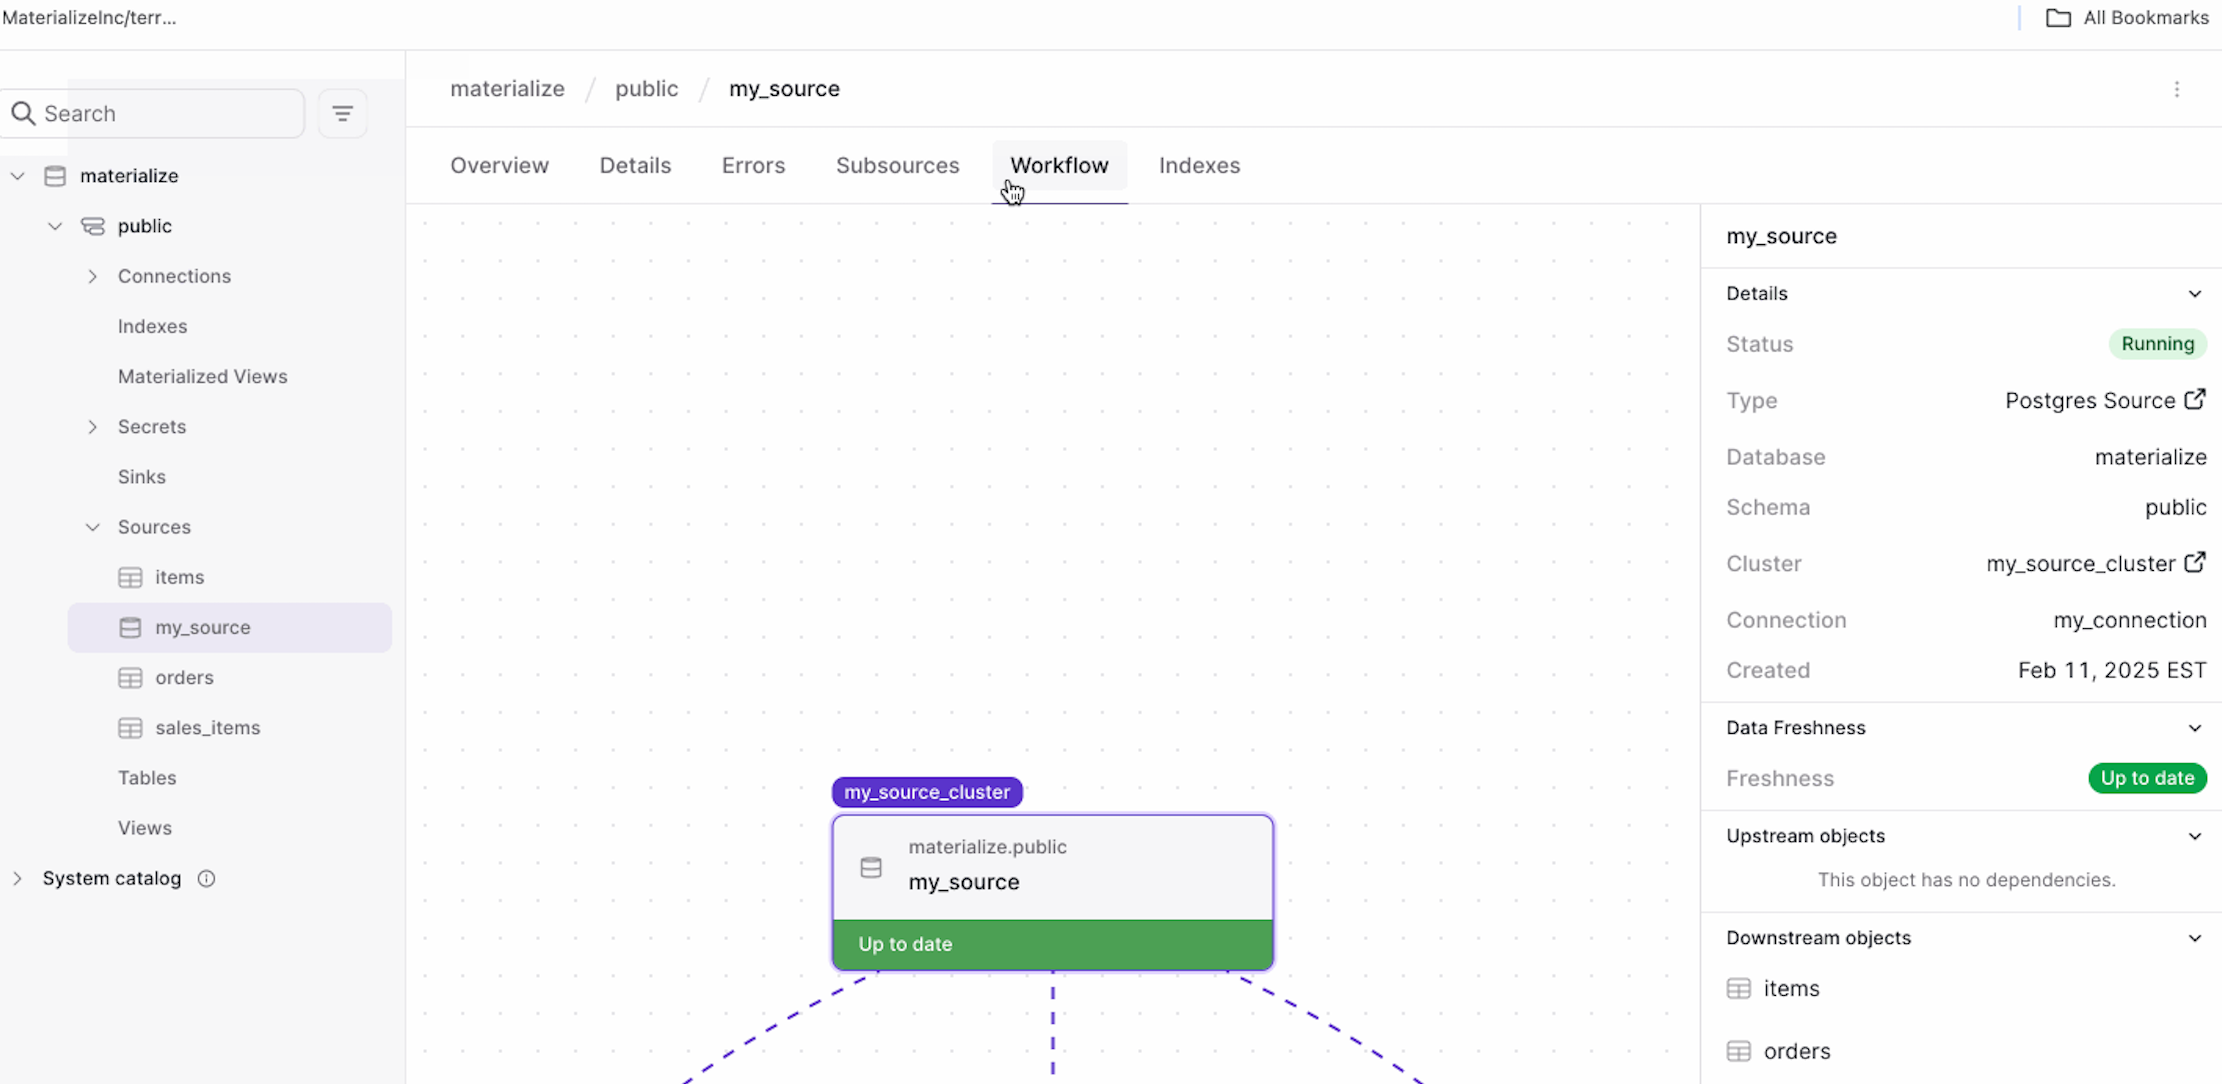 MaterializeInc/terr...
All Bookmarks
Search
materialize
public
Connections
Indexes
Materialized Views
Secrets
Sinks
Sources
items
my_source
orders
sales_items
Tables
Views
System catalog
materialize / public / my_source
Overview Details Errors Subsources Workflow Indexes
my_source_cluster
materialize.public
my_source
Up to date
my_source
Details
Status Running
Type Postgres Source
Database materialize
Schema public
Cluster my_source_cluster
Connection my_connection
Created Feb 11, 2025 EST
Data Freshness
Freshness Up to date
Upstream objects
This object has no dependencies.
Downstream objects
items
orders